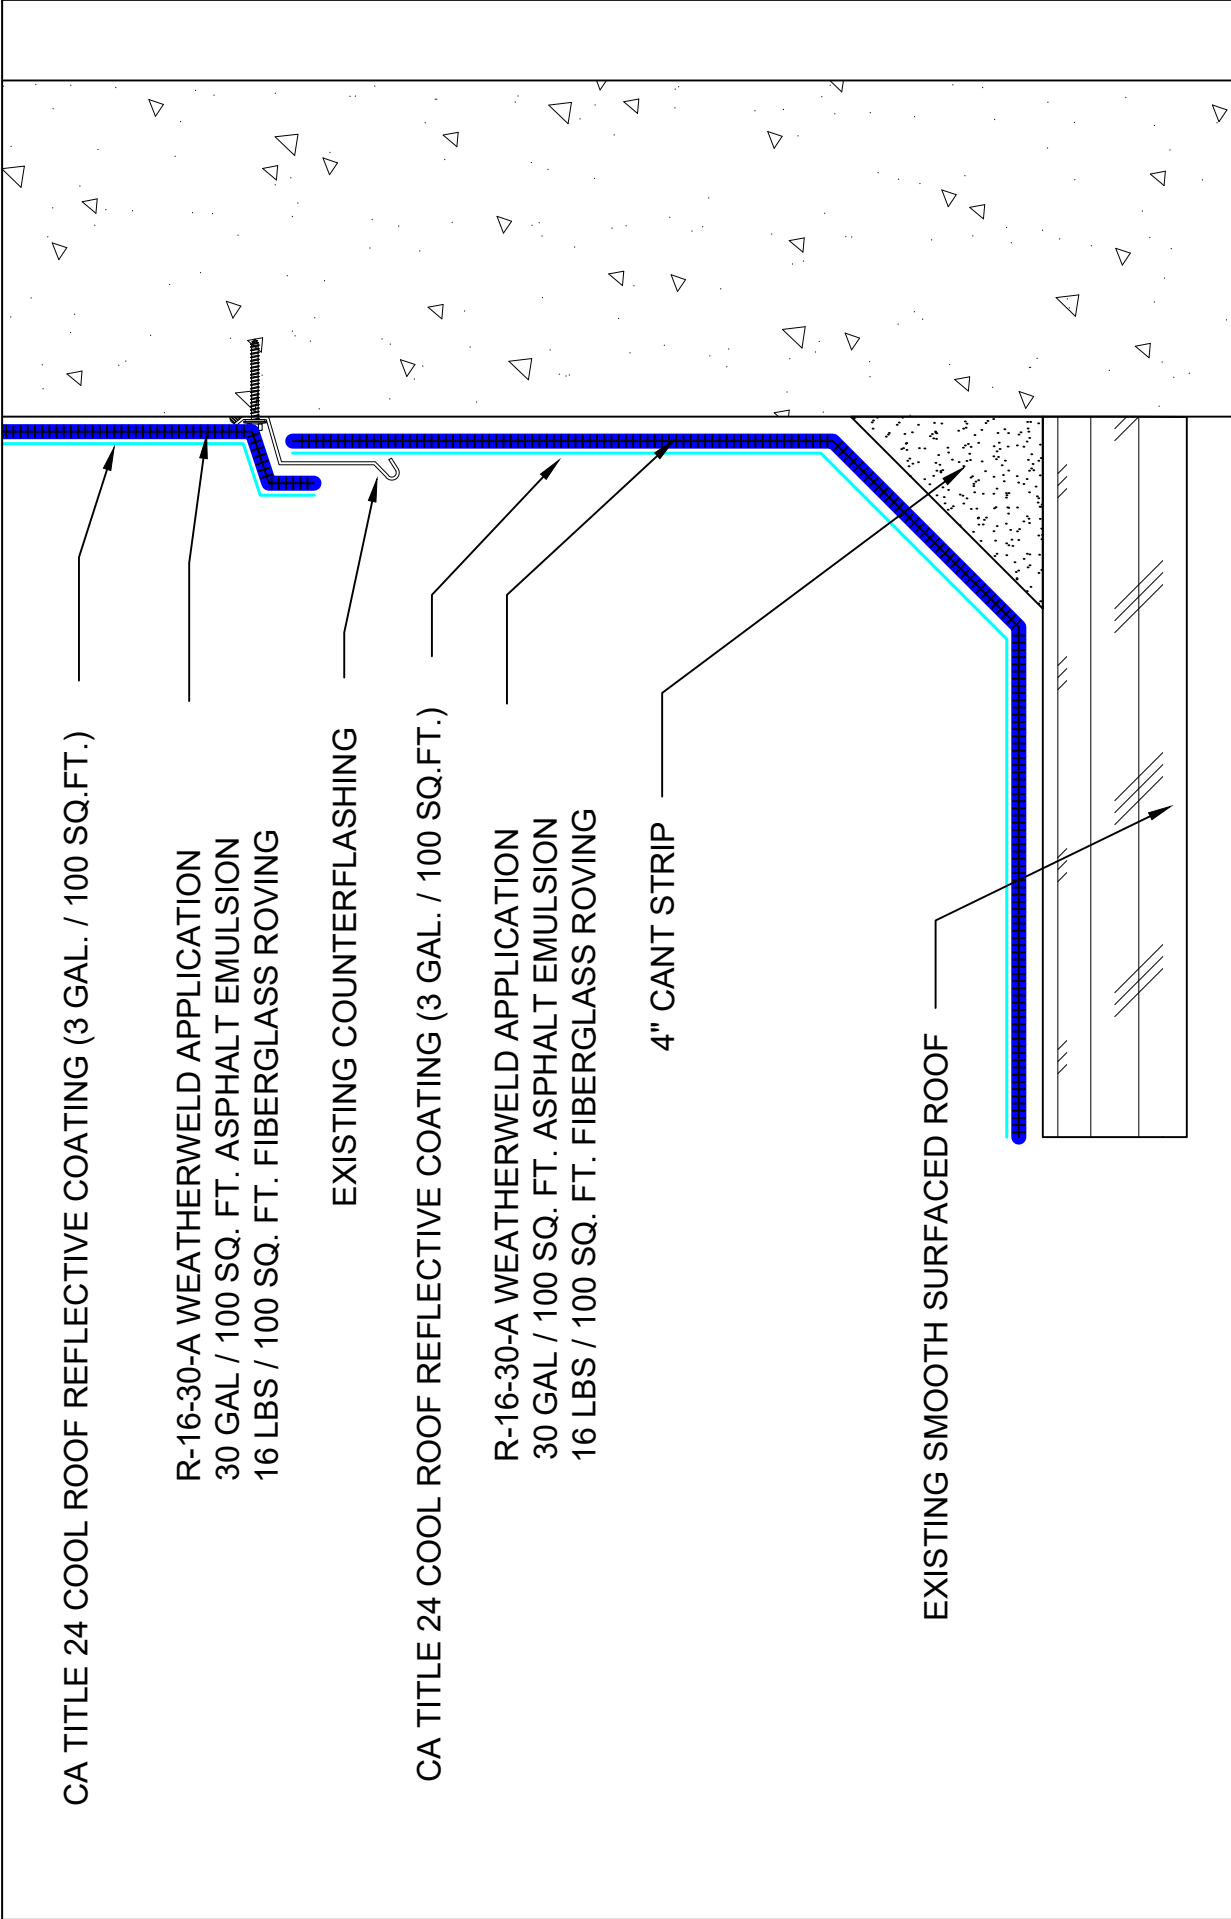 CA TITLE 24 COOL ROOF REFLECTIVE COATING (3 GAL. / 100 SQ.FT.)
R-16-30-A WEATHERWELD APPLICATION
30 GAL / 100 SQ. FT. ASPHALT EMULSION
16 LBS / 100 SQ. FT. FIBERGLASS ROVING
EXISTING COUNTERFLASHING
CA TITLE 24 COOL ROOF REFLECTIVE COATING (3 GAL. / 100 SQ.FT.)
R-16-30-A WEATHERWELD APPLICATION
30 GAL / 100 SQ. FT. ASPHALT EMULSION
16 LBS / 100 SQ. FT. FIBERGLASS ROVING
4" CANT STRIP
EXISTING SMOOTH SURFACED ROOF